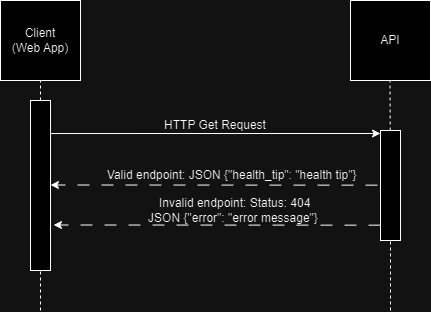 Client
(Web App)
API
HTTP Get Request
Valid endpoint: JSON {"health_tip": "health tip"}
Invalid endpoint: Status: 404
JSON {"error": "error message"}